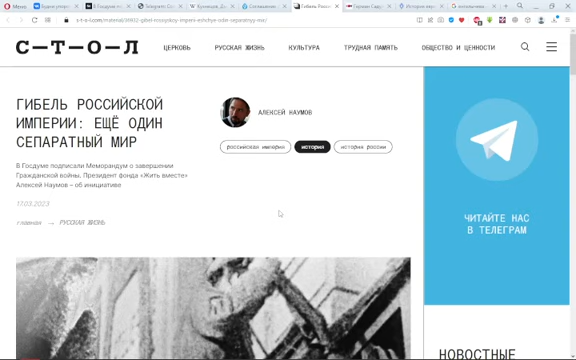 s-t-o-l.com
С–Т–О–Л
ЦЕРКОВЬ
РУССКАЯ ЖИЗНЬ
КУЛЬТУРА
ТРУДНАЯ ПАМЯТЬ
ОБЩЕСТВО И ЦЕННОСТИ
ГИБЕЛЬ РОССИЙСКОЙ
ИМПЕРИИ: ЕЩЁ ОДИН
СЕПАРАТНЫЙ МИР
В Госдуме подписали Меморандум о завершении
Гражданской войны. Президент фонда «Жить вместе»
Алексей Наумов – об инициативе
17.03.2023
главная → РУССКАЯ ЖИЗНЬ
АЛЕКСЕЙ НАУМОВ
российская империя
история
история россии
ЧИТАЙТЕ НАС
В ТЕЛЕГРАМ
НОВОСТНЫЕ